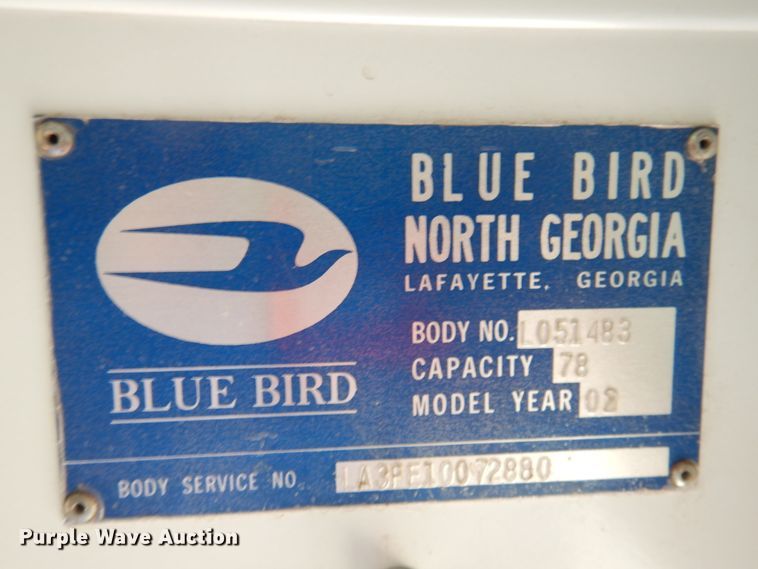 BLUE BIRD
NORTH GEORGIA
LAFAYETTE, GEORGIA
BODY NO. L051483
CAPACITY 78
MODEL YEAR 02
BLUE BIRD
BODY SERVICE NO.
Purple Wave Auction